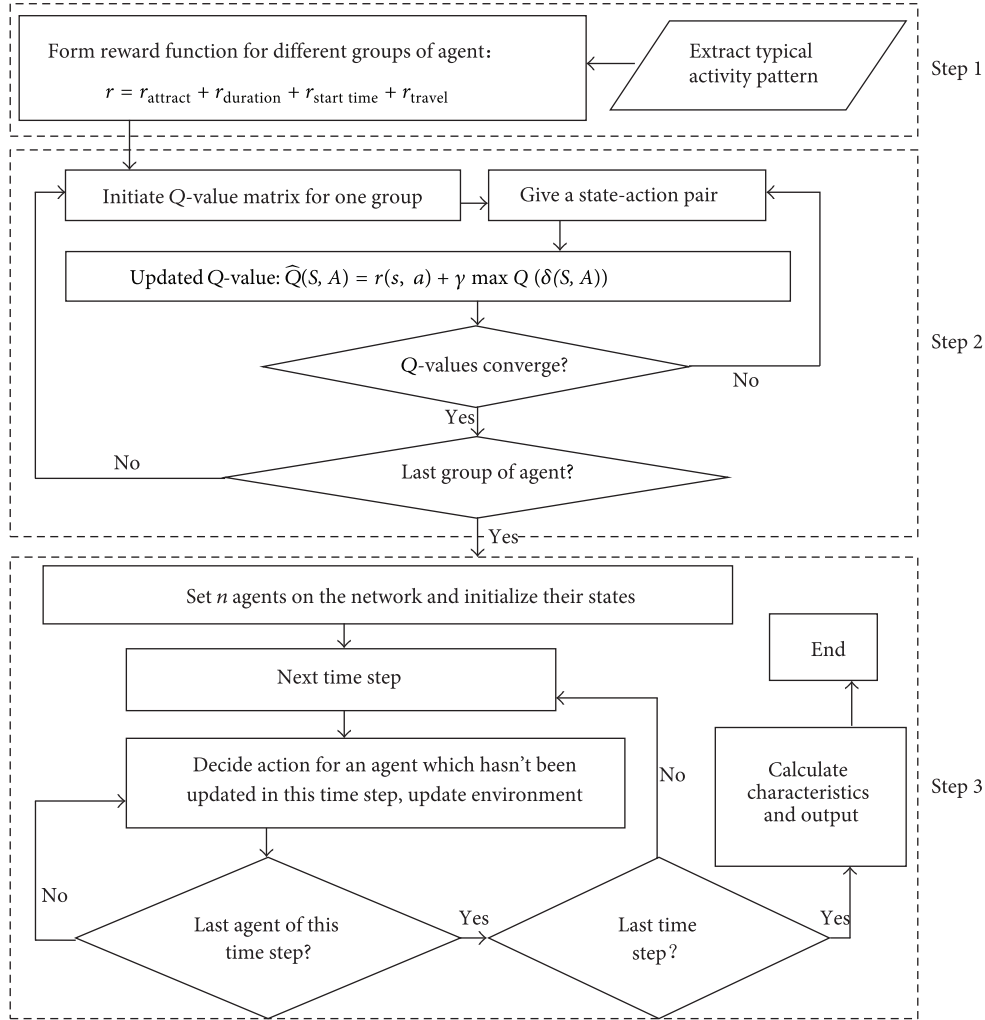 Form reward function for different groups of agent:
r = r_attract + r_duration + r_start time + r_travel
Extract typical
activity pattern
Step 1
Initiate Q-value matrix for one group
Give a state-action pair
Updated Q-value: Q̂(S, A) = r(s, a) + γ max Q (δ(S, A))
Step 2
Q-values converge?
No
Yes
Last group of agent?
No
Yes
Set n agents on the network and initialize their states
Next time step
End
Decide action for an agent which hasn't been
updated in this time step, update environment
No
Calculate
characteristics
and output
Step 3
No
Last agent of this
time step?
Yes
Last time
step?
Yes